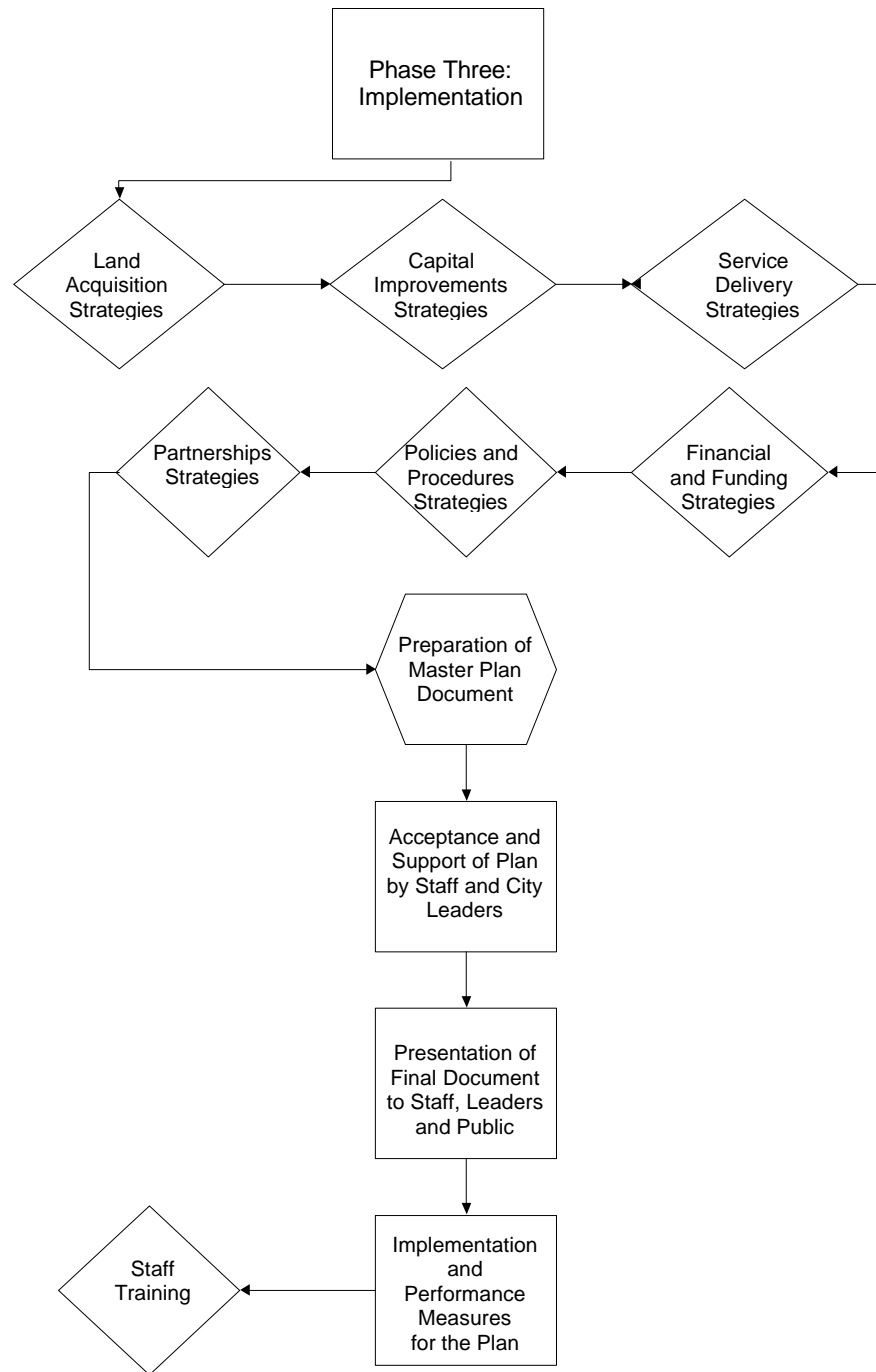 Phase Three:
Implementation
Land
Acquisition
Strategies
Capital
Improvements
Strategies
Service
Delivery
Strategies
Partnerships
Strategies
Policies and
Procedures
Strategies
Financial
and Funding
Strategies
Preparation of
Master Plan
Document
Acceptance and
Support of Plan
by Staff and City
Leaders
Presentation of
Final Document
to Staff, Leaders
and Public
Staff
Training
Implementation
and
Performance
Measures
for the Plan